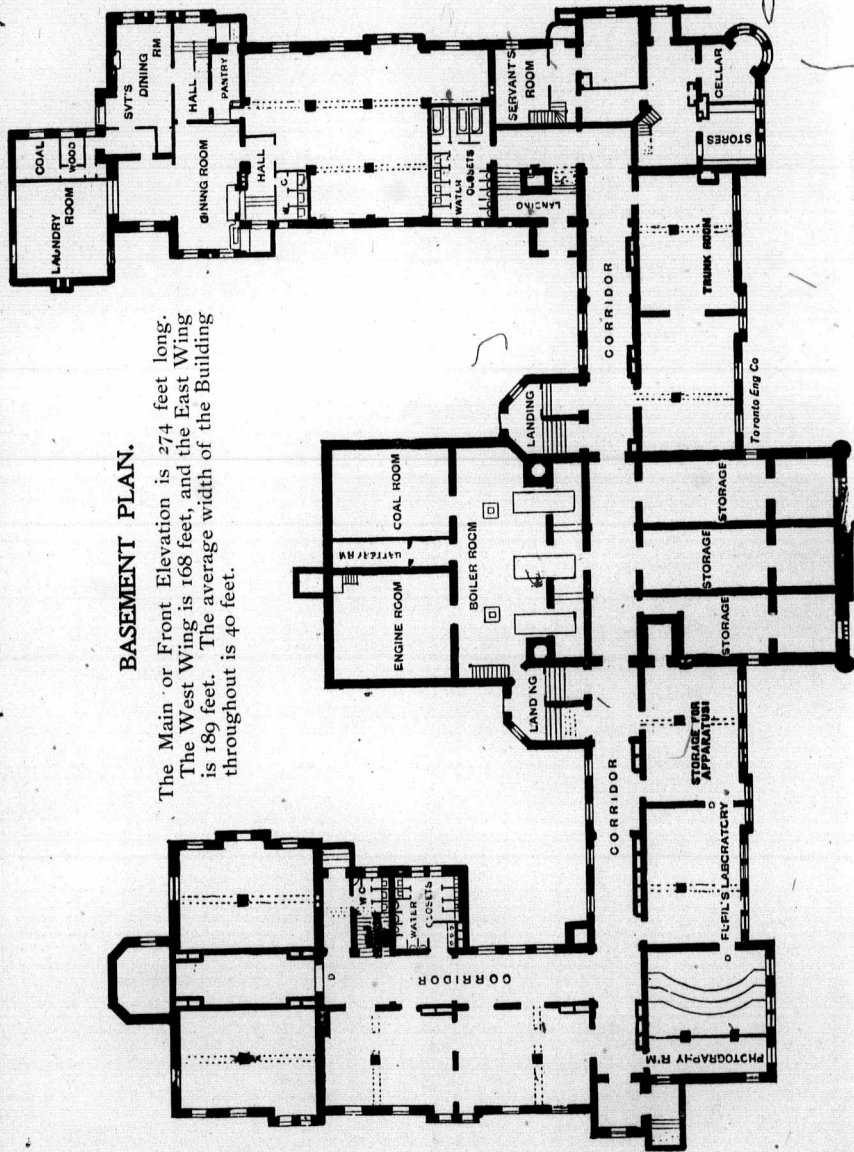 BASEMENT PLAN.
The Main or Front Elevation is 274 feet long.
The West Wing is 168 feet, and the East Wing
is 189 feet. The average width of the Building
throughout is 40 feet.
LAUNDRY
ROOM
COAL
WOOD
SVT'S
DINING
RM
HALL
PANTRY
DINING ROOM
HALL
W. C.
WATER
CLOSETS
SERVANT'S
ROOM
LANDING
CELLAR
STORES
CORRIDOR
TRUNK ROOM
Toronto Eng Co
LANDING
COAL ROOM
BATTERY RM
ENGINE ROOM
BOILER ROOM
LANDING
STORAGE
STORAGE
STORAGE
CORRIDOR
STORAGE FOR
APPARATUS
D
PUPIL'S LABORATORY
D
PHOTOGRAPHY R'M
W C
WATER
CLOSETS
CORRIDOR
D